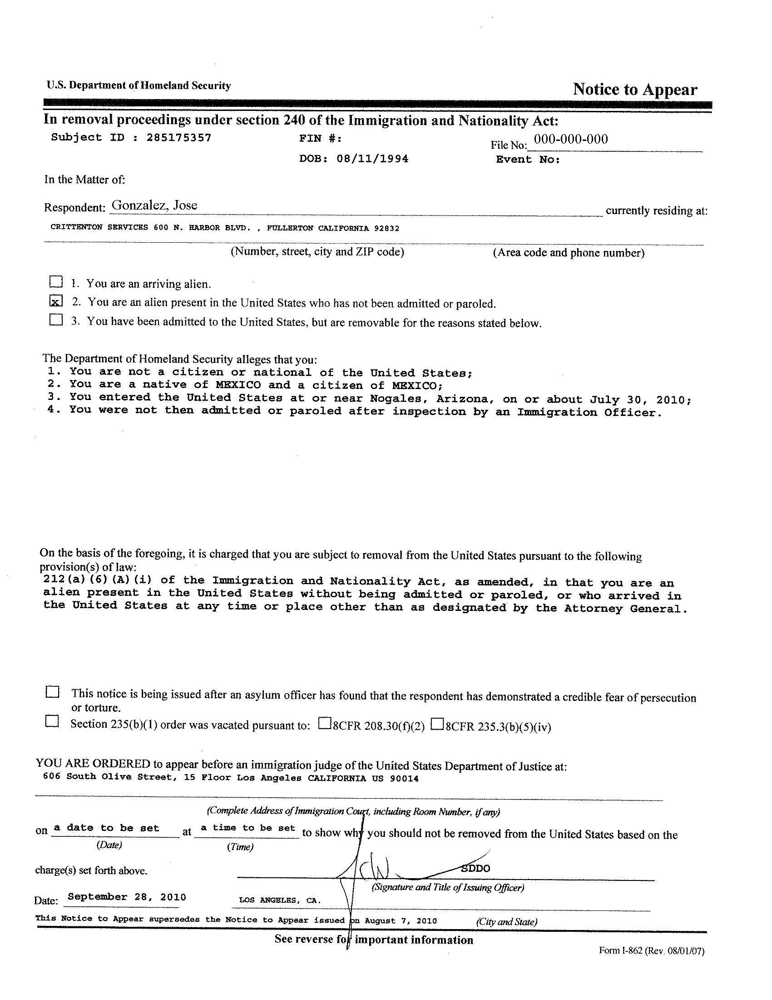 U.S. Department of Homeland Security
Notice to Appear
In removal proceedings under section 240 of the Immigration and Nationality Act:
Subject ID : 285175357 FIN #: File No: 000-000-000
DOB: 08/11/1994 Event No:
In the Matter of:
Respondent: Gonzalez, Jose currently residing at:
CRITTENTON SERVICES 600 N. HARBOR BLVD. , FULLERTON CALIFORNIA 92832
(Number, street, city and ZIP code) (Area code and phone number)
1. You are an arriving alien.
x 2. You are an alien present in the United States who has not been admitted or paroled.
3. You have been admitted to the United States, but are removable for the reasons stated below.
The Department of Homeland Security alleges that you:
1. You are not a citizen or national of the United States;
2. You are a native of MEXICO and a citizen of MEXICO;
3. You entered the United States at or near Nogales, Arizona, on or about July 30, 2010;
4. You were not then admitted or paroled after inspection by an Immigration Officer.
On the basis of the foregoing, it is charged that you are subject to removal from the United States pursuant to the following
provision(s) of law:
212(a)(6)(A)(i) of the Immigration and Nationality Act, as amended, in that you are an
alien present in the United States without being admitted or paroled, or who arrived in
the United States at any time or place other than as designated by the Attorney General.
This notice is being issued after an asylum officer has found that the respondent has demonstrated a credible fear of persecution
or torture.
Section 235(b)(1) order was vacated pursuant to: 8CFR 208.30(f)(2) 8CFR 235.3(b)(5)(iv)
YOU ARE ORDERED to appear before an immigration judge of the United States Department of Justice at:
606 South Olive Street, 15 Floor Los Angeles CALIFORNIA US 90014
(Complete Address of Immigration Court, including Room Number, if any)
on a date to be set at a time to be set to show why you should not be removed from the United States based on the
(Date) (Time)
charge(s) set forth above. SDDO
(Signature and Title of Issuing Officer)
Date: September 28, 2010 LOS ANGELES, CA.
This Notice to Appear supersedes the Notice to Appear issued on August 7, 2010 (City and State)
See reverse for important information
Form I-862 (Rev. 08/01/07)